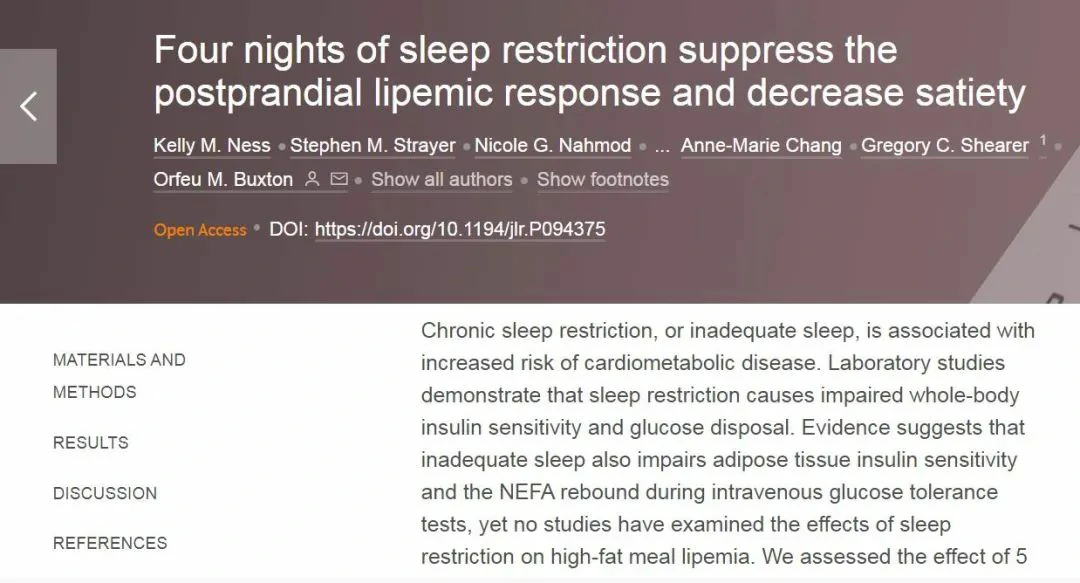 Four nights of sleep restriction suppress the
postprandial lipemic response and decrease satiety
Kelly M. Ness • Stephen M. Strayer • Nicole G. Nahmod • ... Anne-Marie Chang • Gregory C. Shearer 1 •
Orfeu M. Buxton • Show all authors • Show footnotes
Open Access • DOI: https://doi.org/10.1194/jlr.P094375
MATERIALS AND
METHODS
RESULTS
DISCUSSION
REFERENCES
Chronic sleep restriction, or inadequate sleep, is associated with
increased risk of cardiometabolic disease. Laboratory studies
demonstrate that sleep restriction causes impaired whole-body
insulin sensitivity and glucose disposal. Evidence suggests that
inadequate sleep also impairs adipose tissue insulin sensitivity
and the NEFA rebound during intravenous glucose tolerance
tests, yet no studies have examined the effects of sleep
restriction on high-fat meal lipemia. We assessed the effect of 5